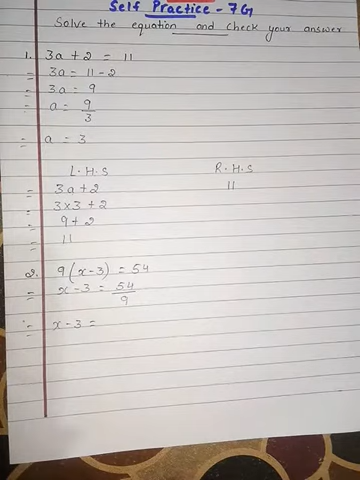 Self Practice - 7G
Solve the equation and check your answer
1. 3a + 2 = 11
= 3a = 11 - 2
= 3a = 9
= a = 9/3
= a = 3
L.H.S R.H.S
= 3a + 2 11
= 3 x 3 + 2
= 9 + 2
= 11
2. 9(x - 3) = 54
= x - 3 = 54/9
= x - 3 =